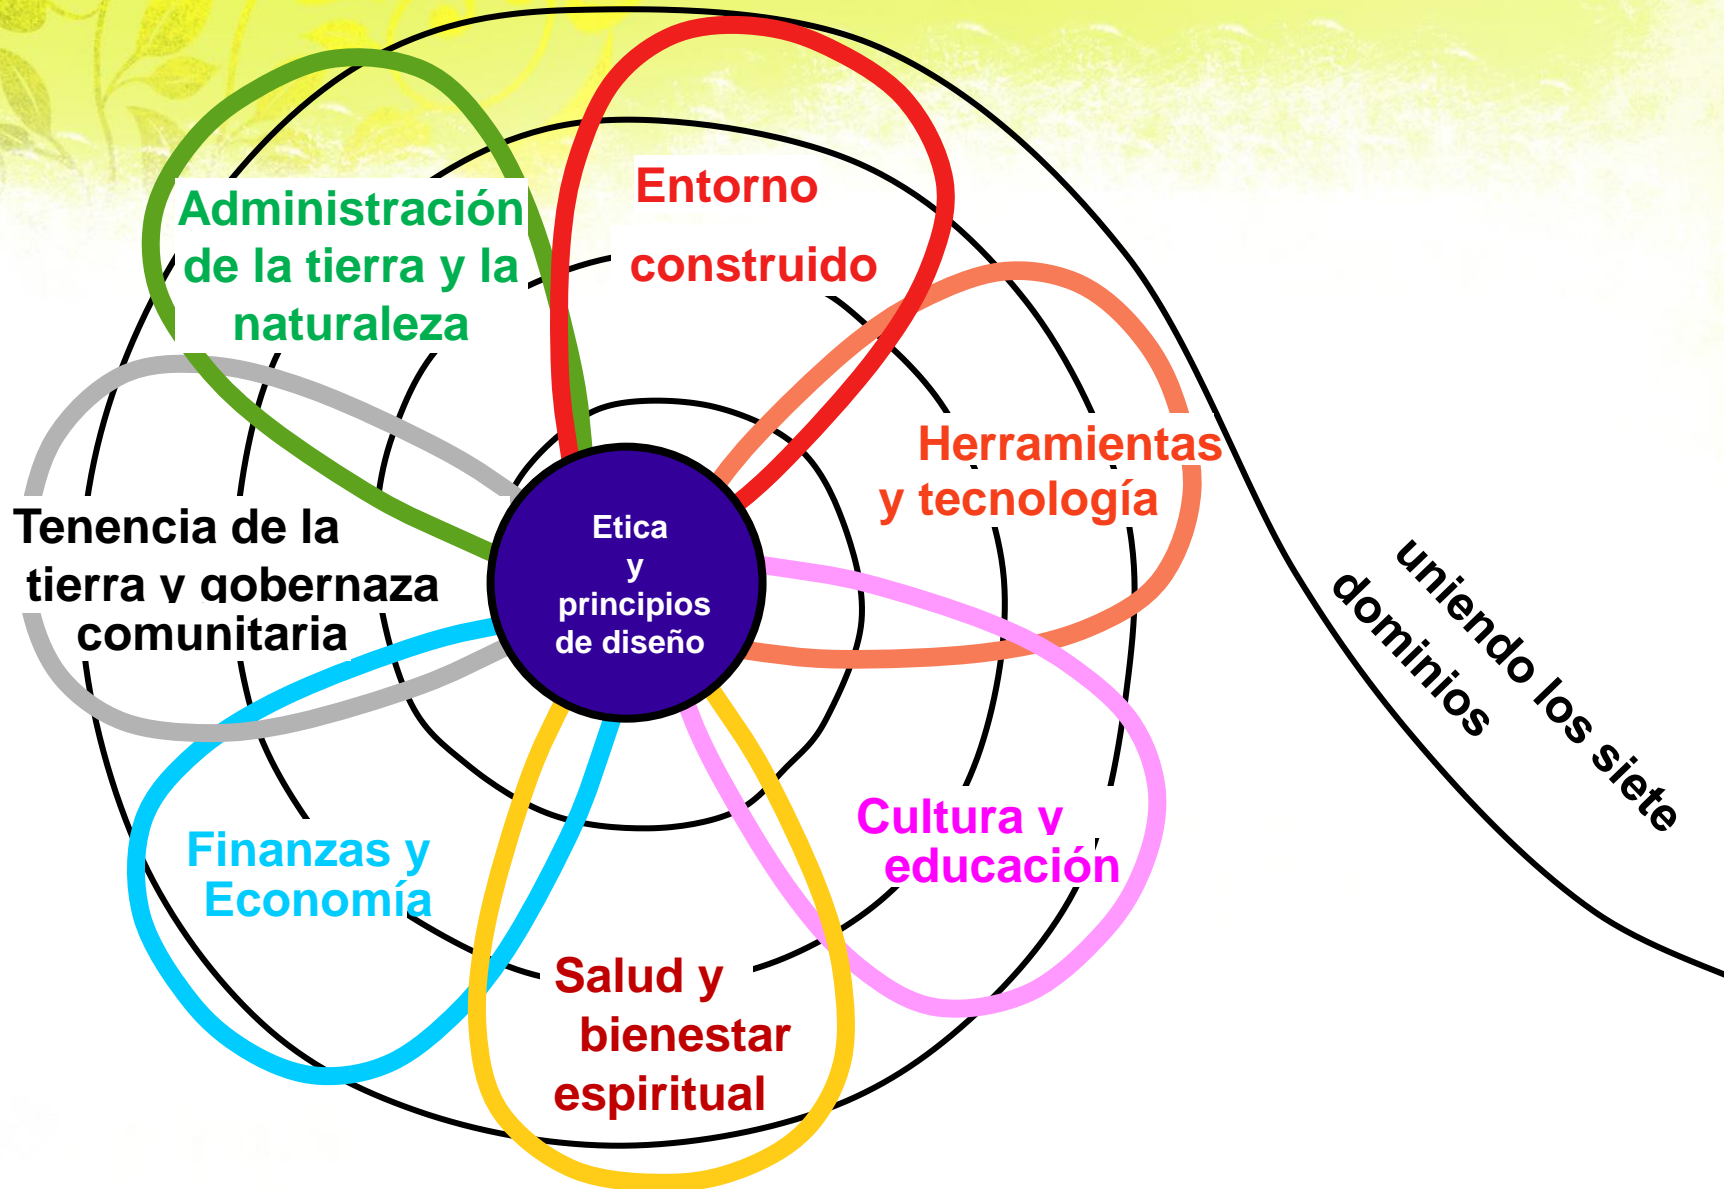 Administración
de la tierra y la
naturaleza
Entorno
construido
Herramientas
y tecnología
Tenencia de la
tierra y gobernaza
comunitaria
Etica
y
principios
de diseño
uniendo los siete
dominios
Cultura y
educación
Finanzas y
Economía
Salud y
bienestar
espiritual